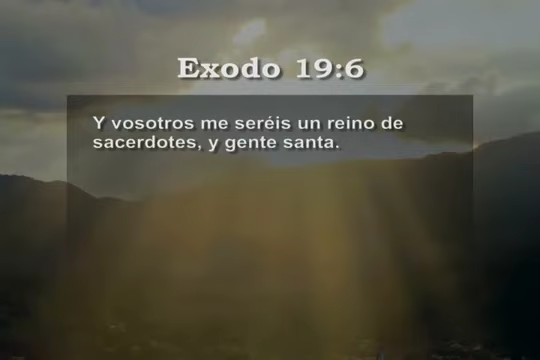 Exodo 19:6
Y vosotros me seréis un reino de
sacerdotes, y gente santa.